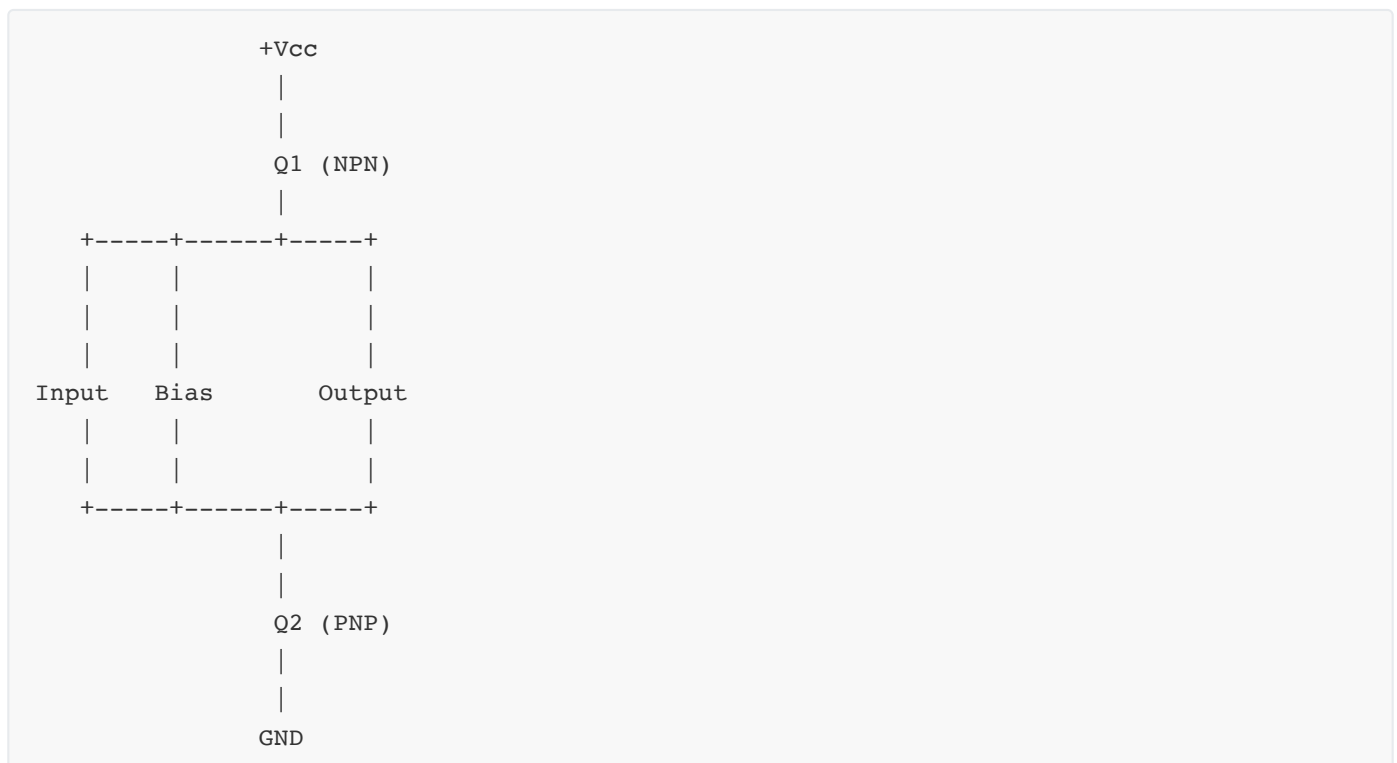 +Vcc
|
|
Q1 (NPN)
|
+-----+------+-----+
| | |
| | |
| | |
Input Bias Output
| | |
| | |
+-----+------+-----+
|
|
Q2 (PNP)
|
|
GND